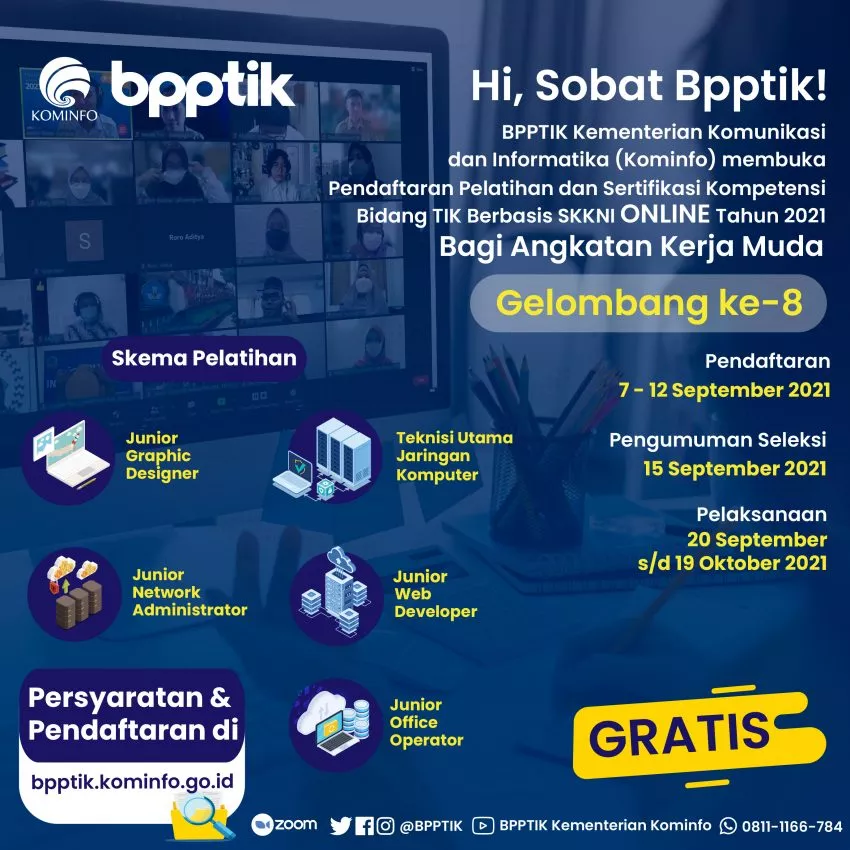 KOMINFO
bpptik
Hi, Sobat Bpptik!
BPPTIK Kementerian Komunikasi
dan Informatika (Kominfo) membuka
Pendaftaran Pelatihan dan Sertifikasi Kompetensi
Bidang TIK Berbasis SKKNI ONLINE Tahun 2021
Bagi Angkatan Kerja Muda
Gelombang ke-8
S
Roro Aditya
Skema Pelatihan
Junior
Graphic
Designer
Teknisi Utama
Jaringan
Komputer
Junior
Network
Administrator
Junior
Web
Developer
Junior
Office
Operator
Pendaftaran
7 - 12 September 2021
Pengumuman Seleksi
15 September 2021
Pelaksanaan
20 September
s/d 19 Oktober 2021
Persyaratan &
Pendaftaran di
bpptik.kominfo.go.id
GRATIS
zoom @BPPTIK BPPTIK Kementerian Kominfo 0811-1166-784